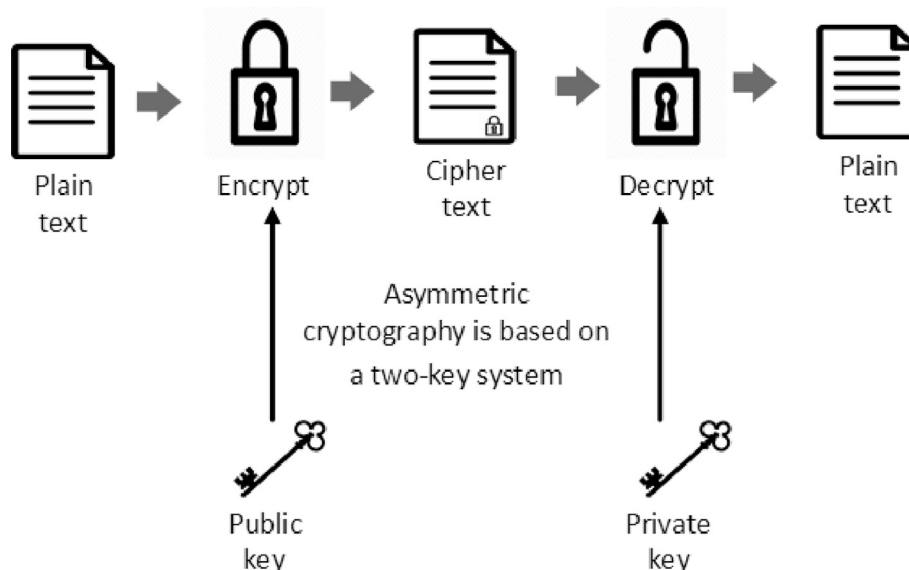 Plain
text
Encrypt
Cipher
text
Decrypt
Plain
text
Asymmetric
cryptography is based on
a two-key system
Public
key
Private
key